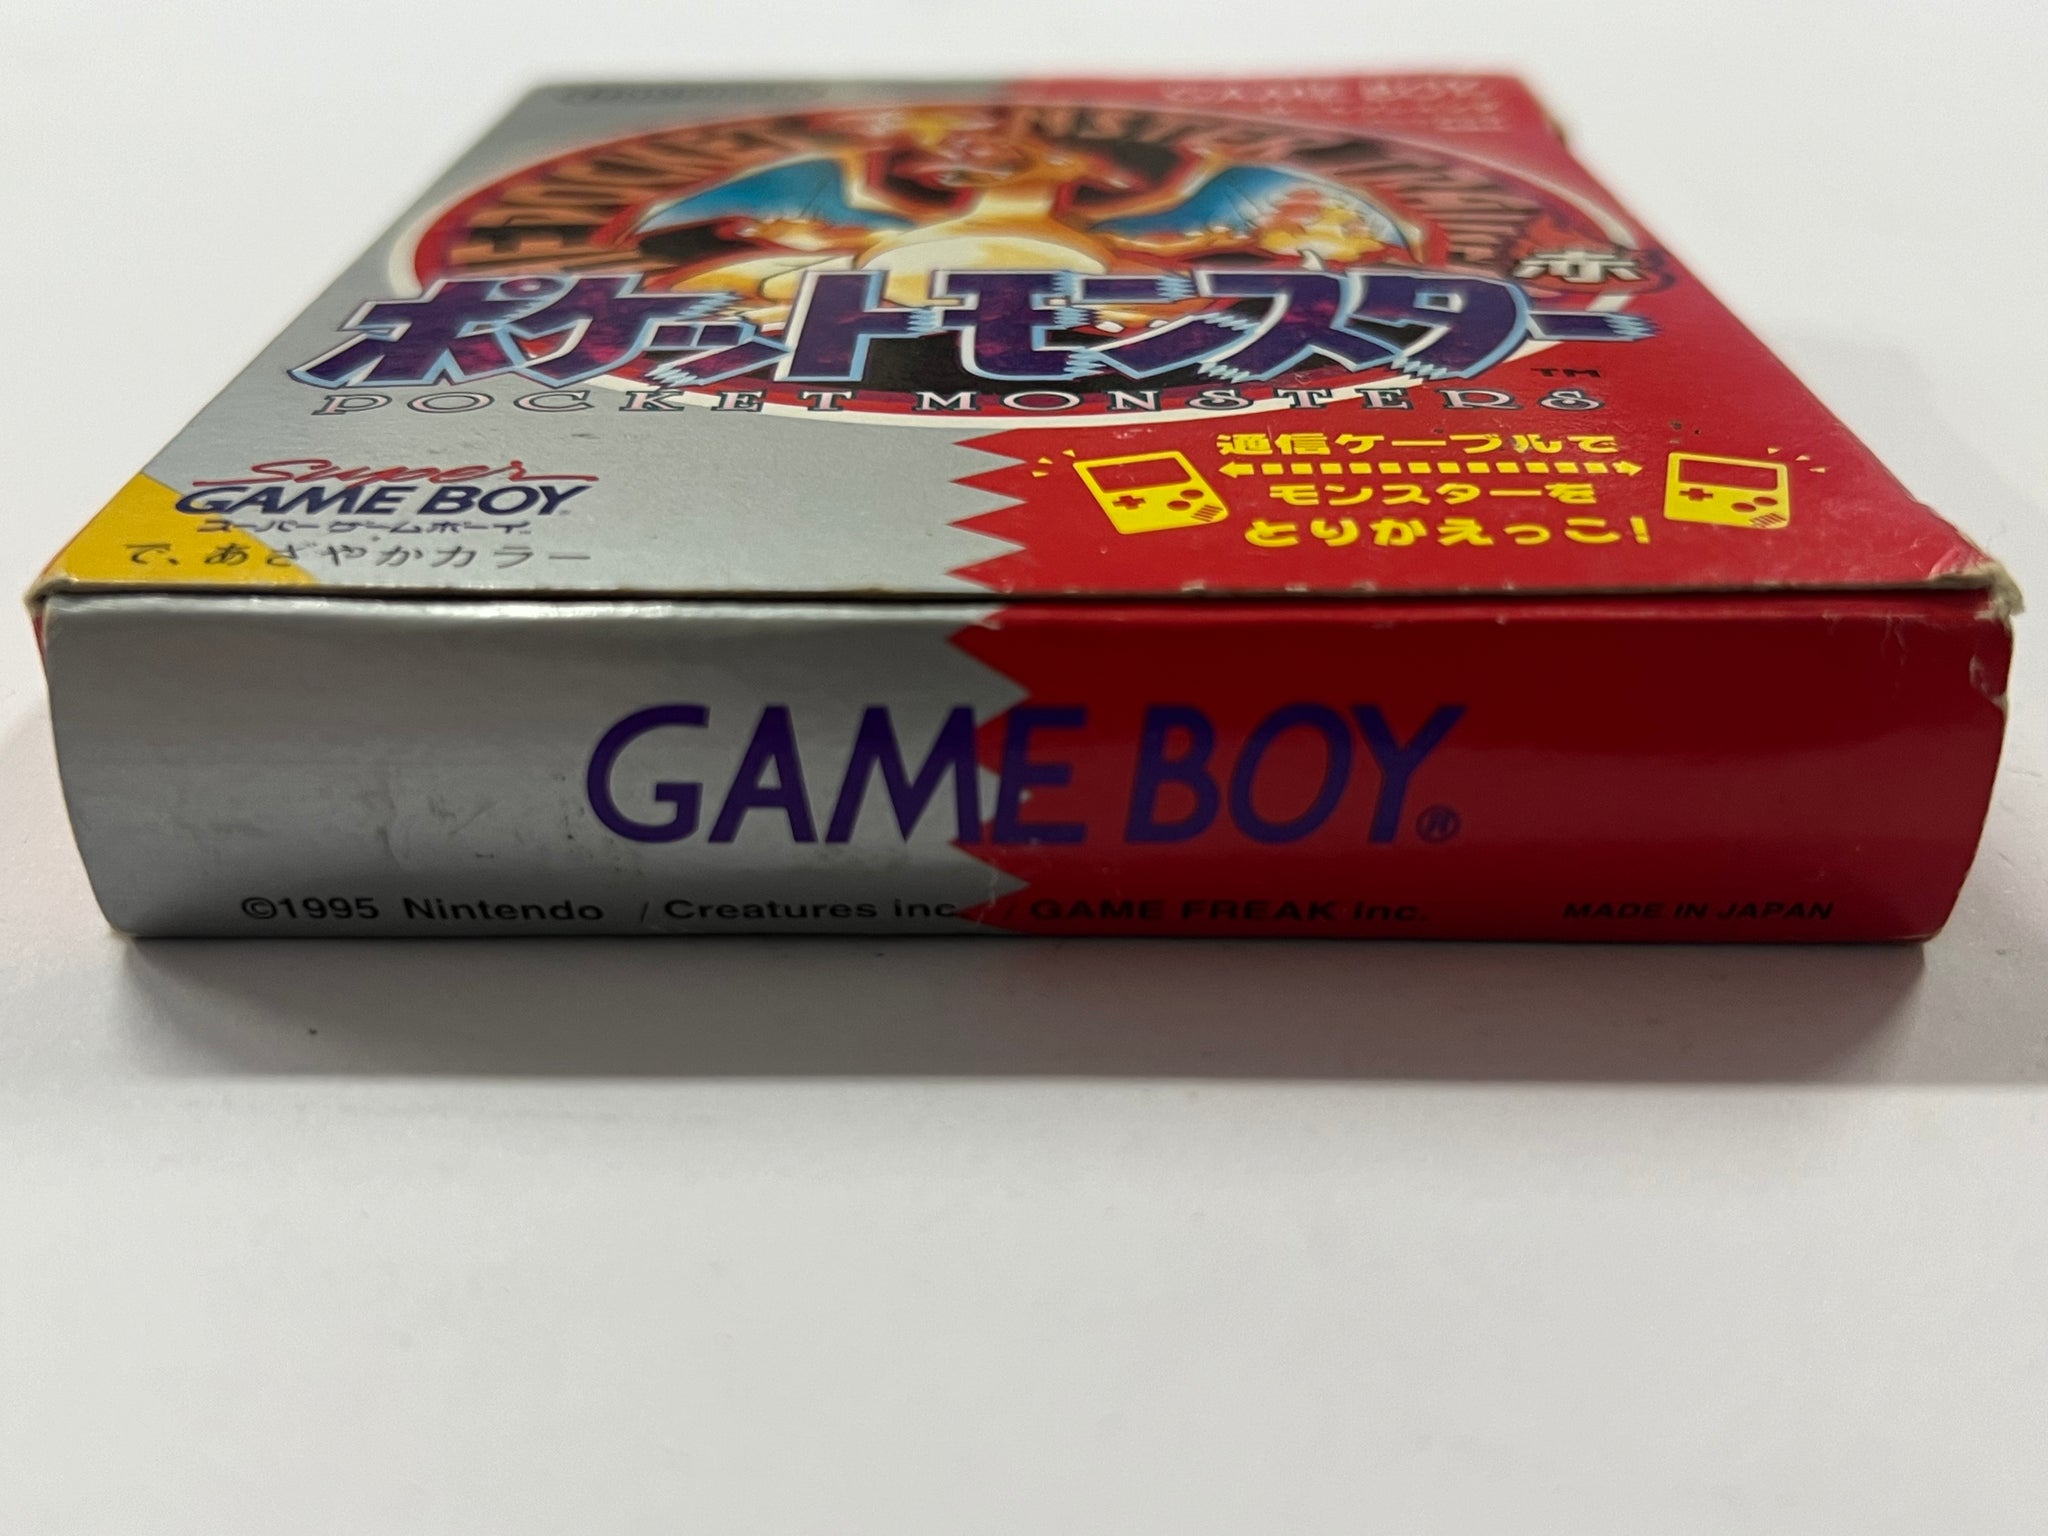 赤
ポケットモンスター
TM
POCKET MONSTERS
通信ケーブルで
モンスターを
とりかえっこ!
Super
GAME BOY
スーパーゲームボーイ
で、あざやかカラー
GAME BOY®
©1995 Nintendo / Creatures inc. / GAME FREAK inc. MADE IN JAPAN